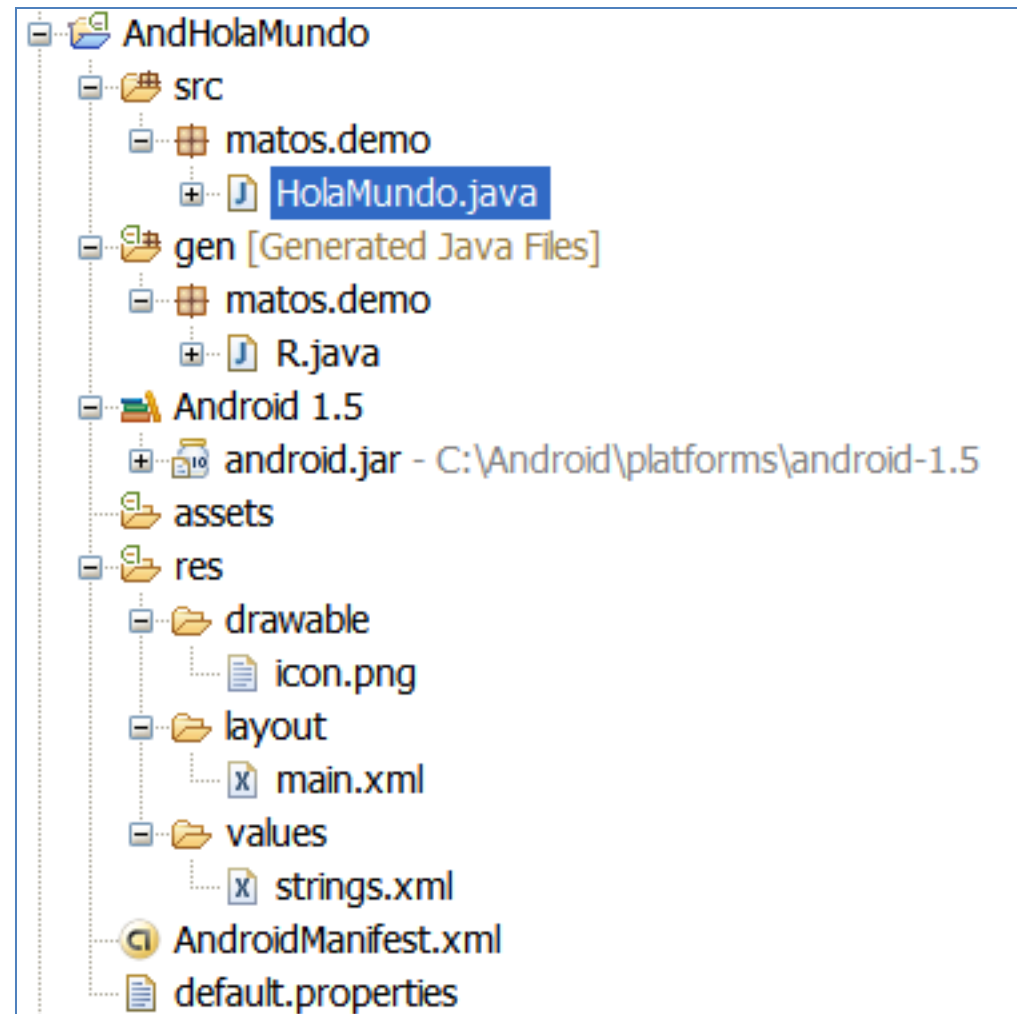 AndHolaMundo
src
matos.demo
HolaMundo.java
gen [Generated Java Files]
matos.demo
R.java
Android 1.5
android.jar - C:\Android\platforms\android-1.5
assets
res
drawable
icon.png
layout
main.xml
values
strings.xml
AndroidManifest.xml
default.properties